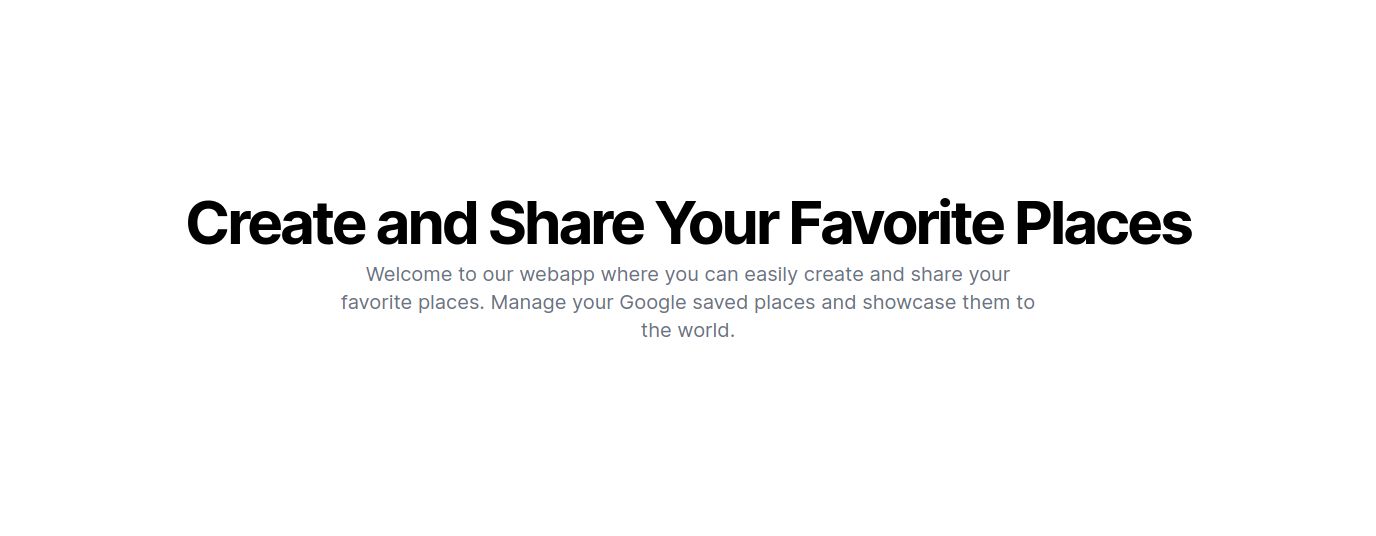 Create and Share Your Favorite Places
Welcome to our webapp where you can easily create and share your
favorite places. Manage your Google saved places and showcase them to
the world.